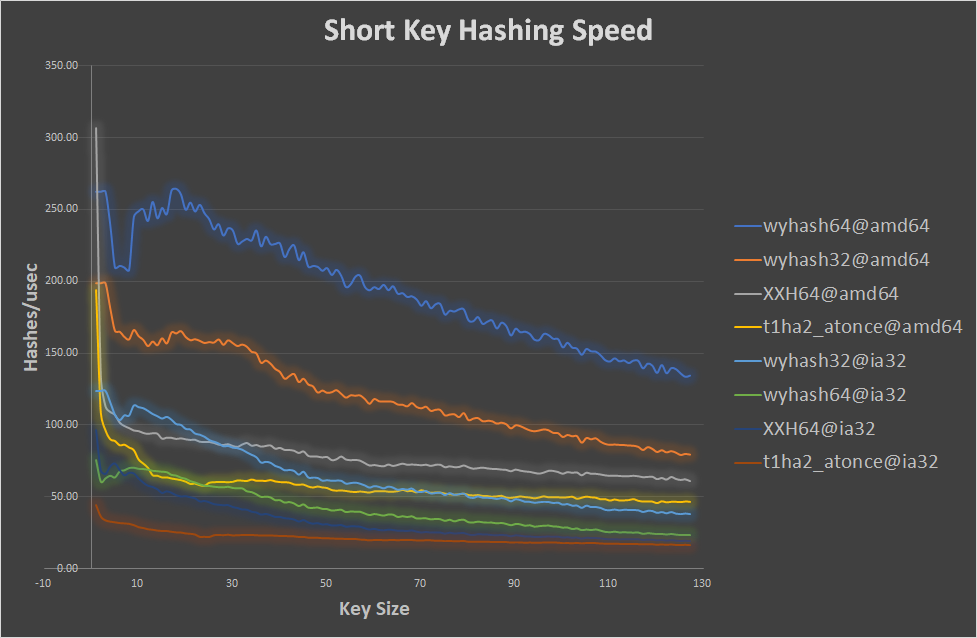 Short Key Hashing Speed
350.00
300.00
250.00
200.00
150.00
100.00
50.00
0.00
-10 10 30 50 70 90 110 130
Hashes/usec
Key Size
wyhash64@amd64
wyhash32@amd64
XXH64@amd64
t1ha2_atonce@amd64
wyhash32@ia32
wyhash64@ia32
XXH64@ia32
t1ha2_atonce@ia32